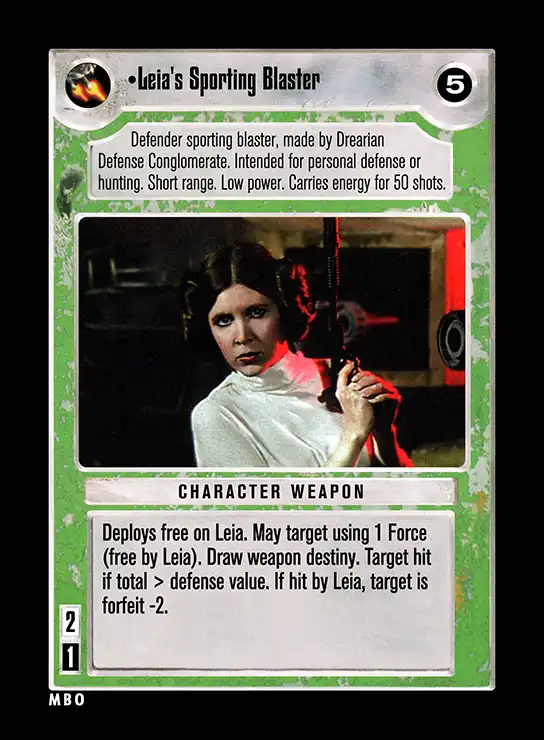 •Leia's Sporting Blaster
5
Defender sporting blaster, made by Drearian
Defense Conglomerate. Intended for personal defense or
hunting. Short range. Low power. Carries energy for 50 shots.
CHARACTER WEAPON
Deploys free on Leia. May target using 1 Force
(free by Leia). Draw weapon destiny. Target hit
if total > defense value. If hit by Leia, target is
forfeit -2.
2
1
MBO